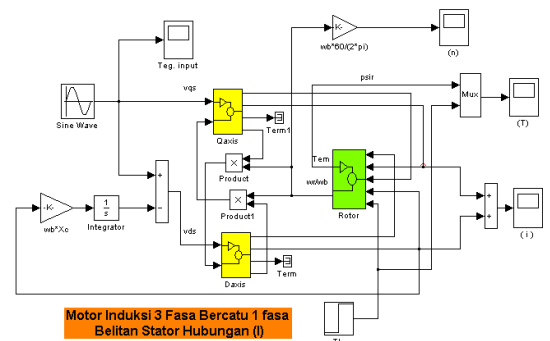 -K-
wb*60/(2*pi)
(n)
Teg. input
psir
Mux
(T)
vqs
Sine Wave
Qaxis
Term1
Tem
×
Product
wr/wb
Rotor
+
+
( i )
+
−
-K-
wb*Xc
1
s
Integrator
×
Product1
vds
Daxis
Term
Motor Induksi 3 Fasa Bercatu 1 fasa
Belitan Stator Hubungan (I)